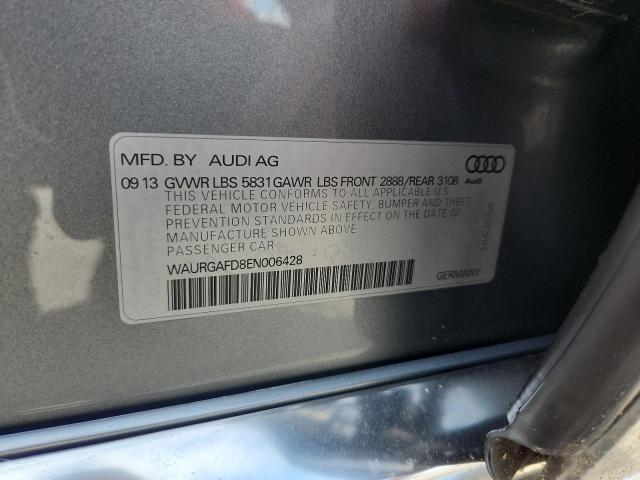 MFD. BY AUDI AG
09 13 GVWR LBS 5831 GAWR LBS FRONT 2888/REAR 3108 Audi
THIS VEHICLE CONFORMS TO ALL APPLICABLE U.S.
FEDERAL MOTOR VEHICLE SAFETY, BUMPER AND THEFT
PREVENTION STANDARDS IN EFFECT ON THE DATE OF
MANUFACTURE SHOWN ABOVE.
PASSENGER CAR
WAURGAFD8EN006428
GERMANY